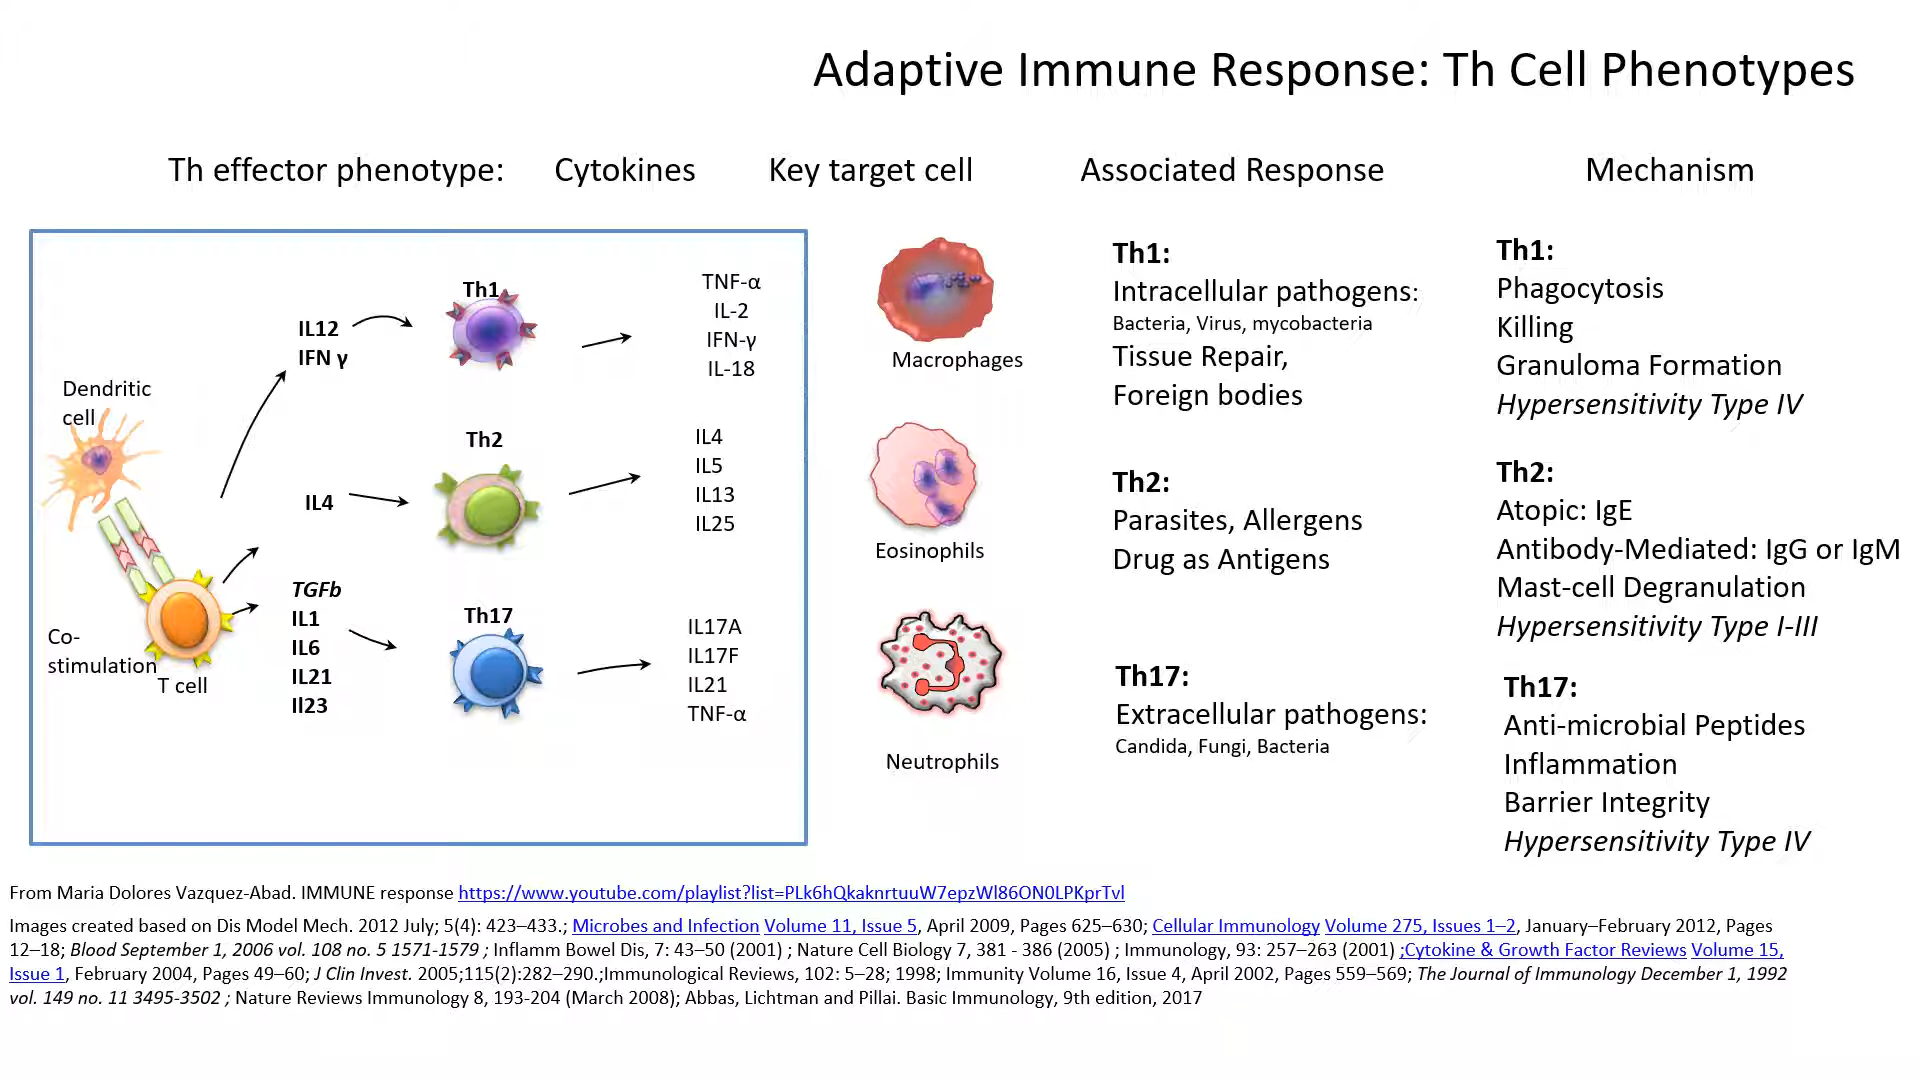 Adaptive Immune Response: Th Cell Phenotypes
Th effector phenotype:
Cytokines
Key target cell
Associated Response
Mechanism
Dendritic
cell
Co-
stimulation
T cell
IL12
IFN γ
IL4
TGFb
IL1
IL6
IL21
Il23
Th1
Th2
Th17
TNF-α
IL-2
IFN-γ
IL-18
IL4
IL5
IL13
IL25
IL17A
IL17F
IL21
TNF-α
Macrophages
Eosinophils
Neutrophils
Th1:
Intracellular pathogens:
Bacteria, Virus, mycobacteria
Tissue Repair,
Foreign bodies
Th2:
Parasites, Allergens
Drug as Antigens
Th17:
Extracellular pathogens:
Candida, Fungi, Bacteria
Th1:
Phagocytosis
Killing
Granuloma Formation
Hypersensitivity Type IV
Th2:
Atopic: IgE
Antibody-Mediated: IgG or IgM
Mast-cell Degranulation
Hypersensitivity Type I-III
Th17:
Anti-microbial Peptides
Inflammation
Barrier Integrity
Hypersensitivity Type IV
From Maria Dolores Vazquez-Abad. IMMUNE response https://www.youtube.com/playlist?list=PLk6hQkaknrtuuW7epzWl86ON0LPKprTvl
Images created based on Dis Model Mech. 2012 July; 5(4): 423–433.; Microbes and Infection Volume 11, Issue 5, April 2009, Pages 625–630; Cellular Immunology Volume 275, Issues 1–2, January–February 2012, Pages
12–18; Blood September 1, 2006 vol. 108 no. 5 1571-1579 ; Inflamm Bowel Dis, 7: 43–50 (2001) ; Nature Cell Biology 7, 381 - 386 (2005) ; Immunology, 93: 257–263 (2001) ;Cytokine & Growth Factor Reviews Volume 15,
Issue 1, February 2004, Pages 49–60; J Clin Invest. 2005;115(2):282–290.;Immunological Reviews, 102: 5–28; 1998; Immunity Volume 16, Issue 4, April 2002, Pages 559–569; The Journal of Immunology December 1, 1992
vol. 149 no. 11 3495-3502 ; Nature Reviews Immunology 8, 193-204 (March 2008); Abbas, Lichtman and Pillai. Basic Immunology, 9th edition, 2017